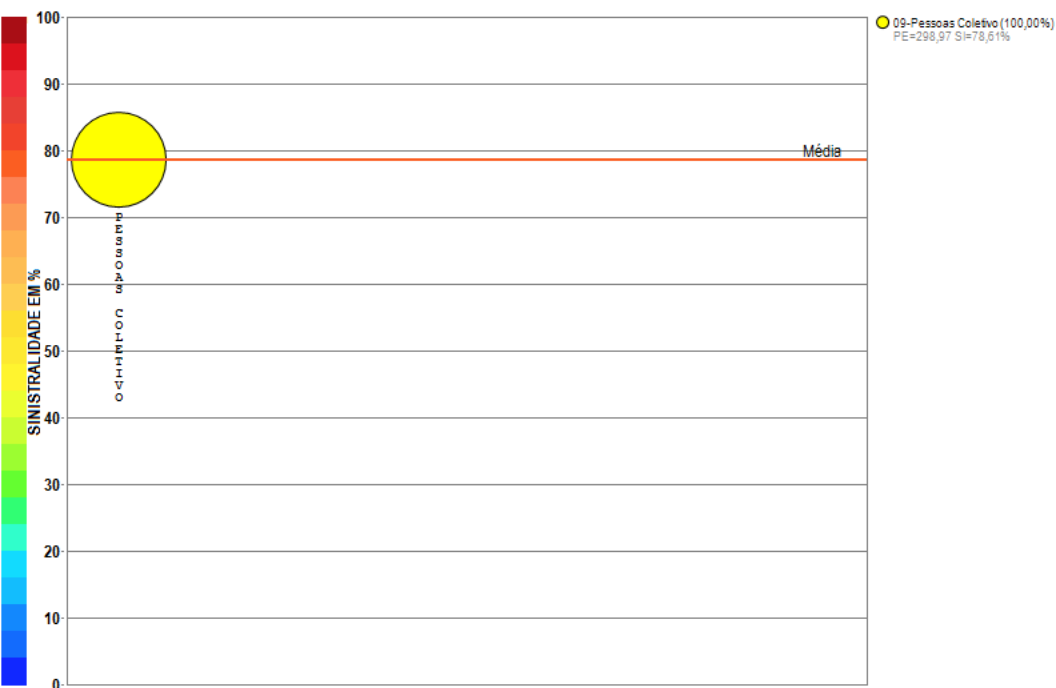 100
90
80
70
60
50
40
30
20
10
0
SINISTRALIDADE EM %
Média
PESSOAS COLETIVO
09-Pessoas Coletivo (100,00%)
PE=298,97 SI=78,61%